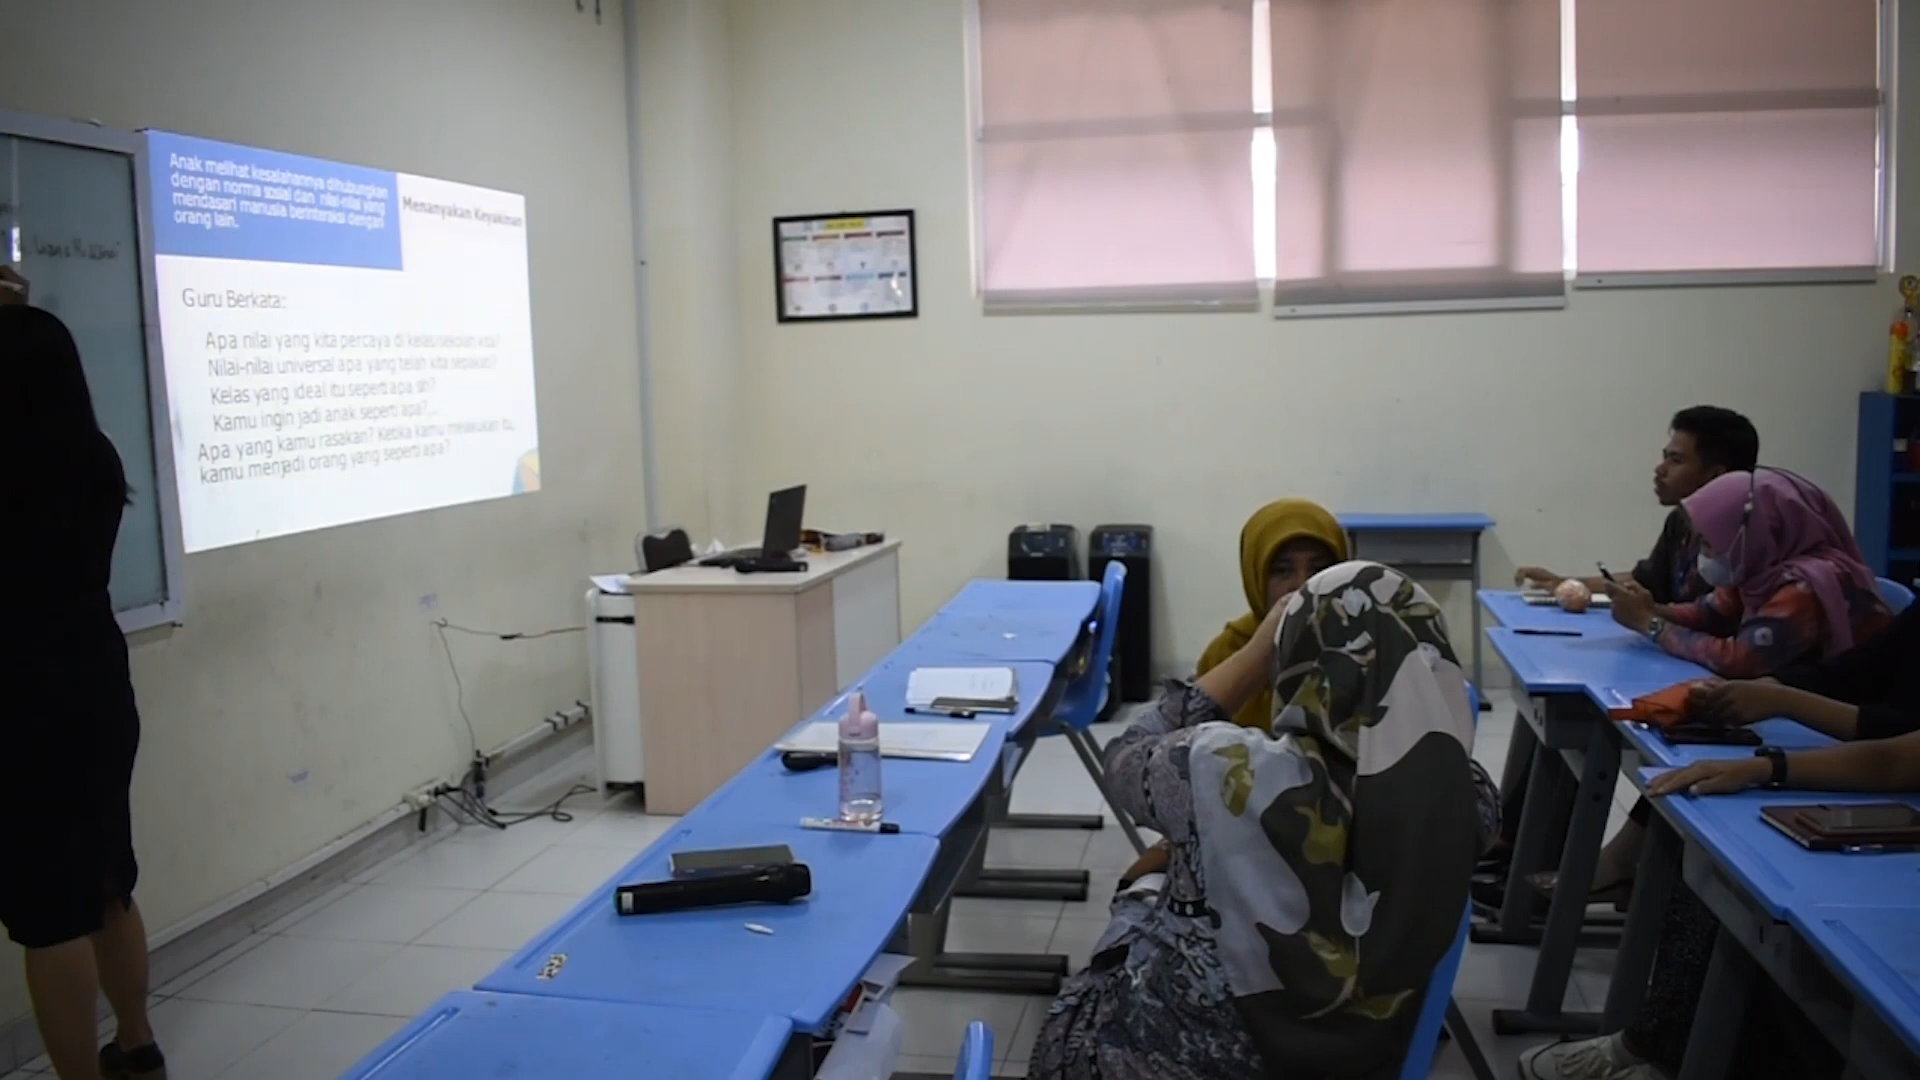 Anak melihat kesalahannya dihubungkan
dengan norma sosial dan nilai-nilai yang
mendasari manusia berinteraksi dengan
orang lain.
Menanyakan Keyakinan
Guru Berkata:
Apa nilai yang kita percaya di kelas/sekolah kita?
Nilai-nilai universal apa yang telah kita sepakati?
Kelas yang ideal itu seperti apa sih?
Kamu ingin jadi anak seperti apa?...
Apa yang kamu rasakan? Ketika kamu melakukan itu,
kamu menjadi orang yang seperti apa?